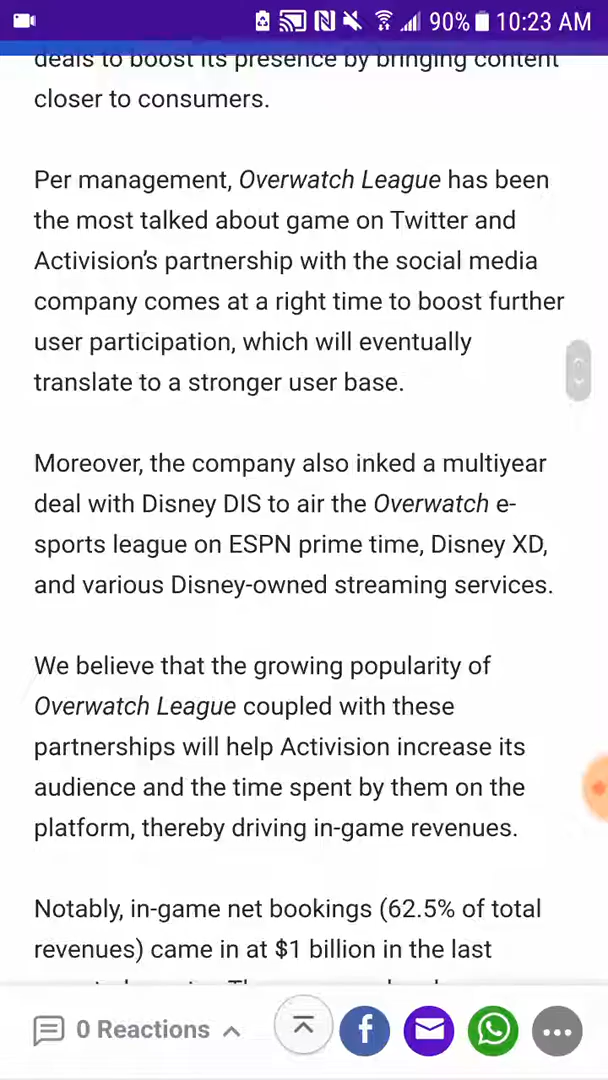 90% 10:23 AM
deals to boost its presence by bringing content
closer to consumers.
Per management, Overwatch League has been
the most talked about game on Twitter and
Activision's partnership with the social media
company comes at a right time to boost further
user participation, which will eventually
translate to a stronger user base.
Moreover, the company also inked a multiyear
deal with Disney DIS to air the Overwatch e-
sports league on ESPN prime time, Disney XD,
and various Disney-owned streaming services.
We believe that the growing popularity of
Overwatch League coupled with these
partnerships will help Activision increase its
audience and the time spent by them on the
platform, thereby driving in-game revenues.
Notably, in-game net bookings (62.5% of total
revenues) came in at $1 billion in the last
0 Reactions